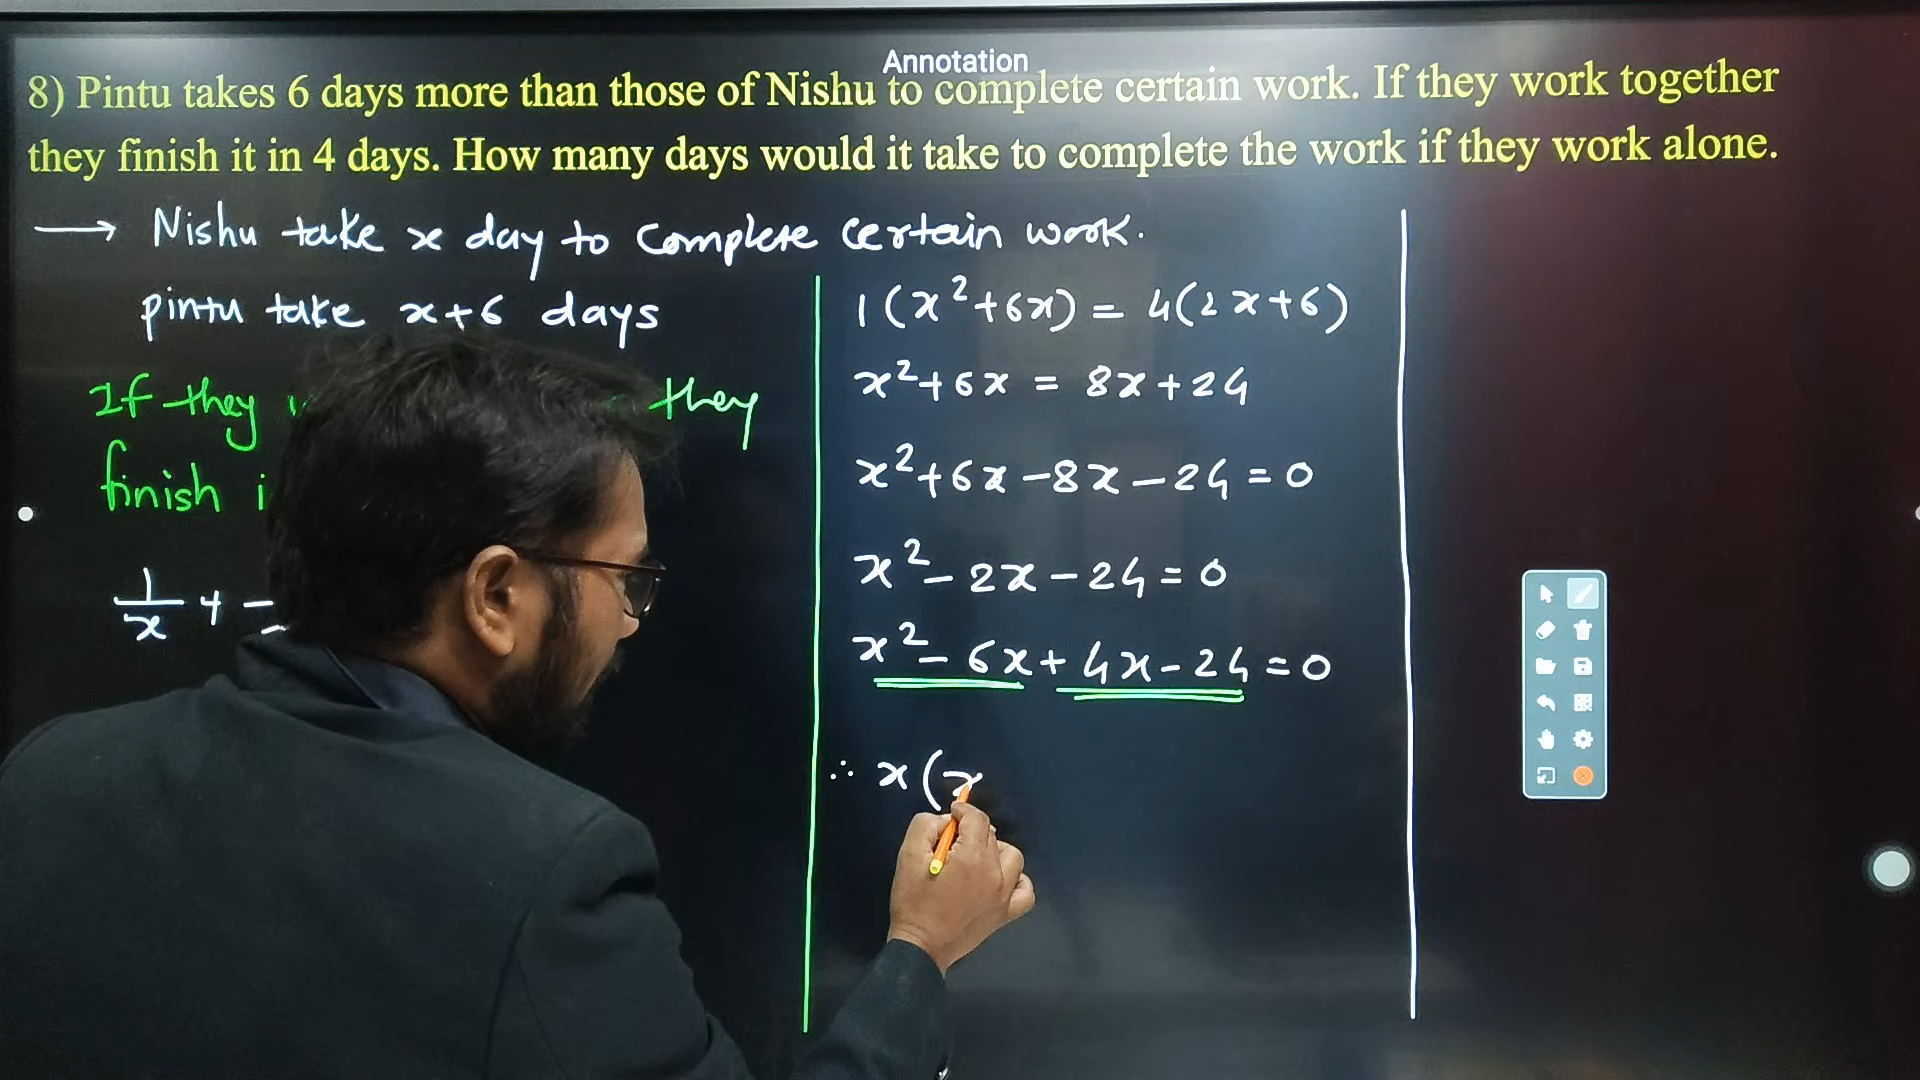 Annotation
8) Pintu takes 6 days more than those of Nishu to complete certain work. If they work together
they finish it in 4 days. How many days would it take to complete the work if they work alone.
→ Nishu take x day to complete certain work.
pintu take x+6 days
If they they
finish
1/x +
1(x²+6x) = 4(2x+6)
x²+6x = 8x+24
x²+6x-8x-24=0
x²-2x-24=0
x²-6x+4x-24=0
∴ x(x